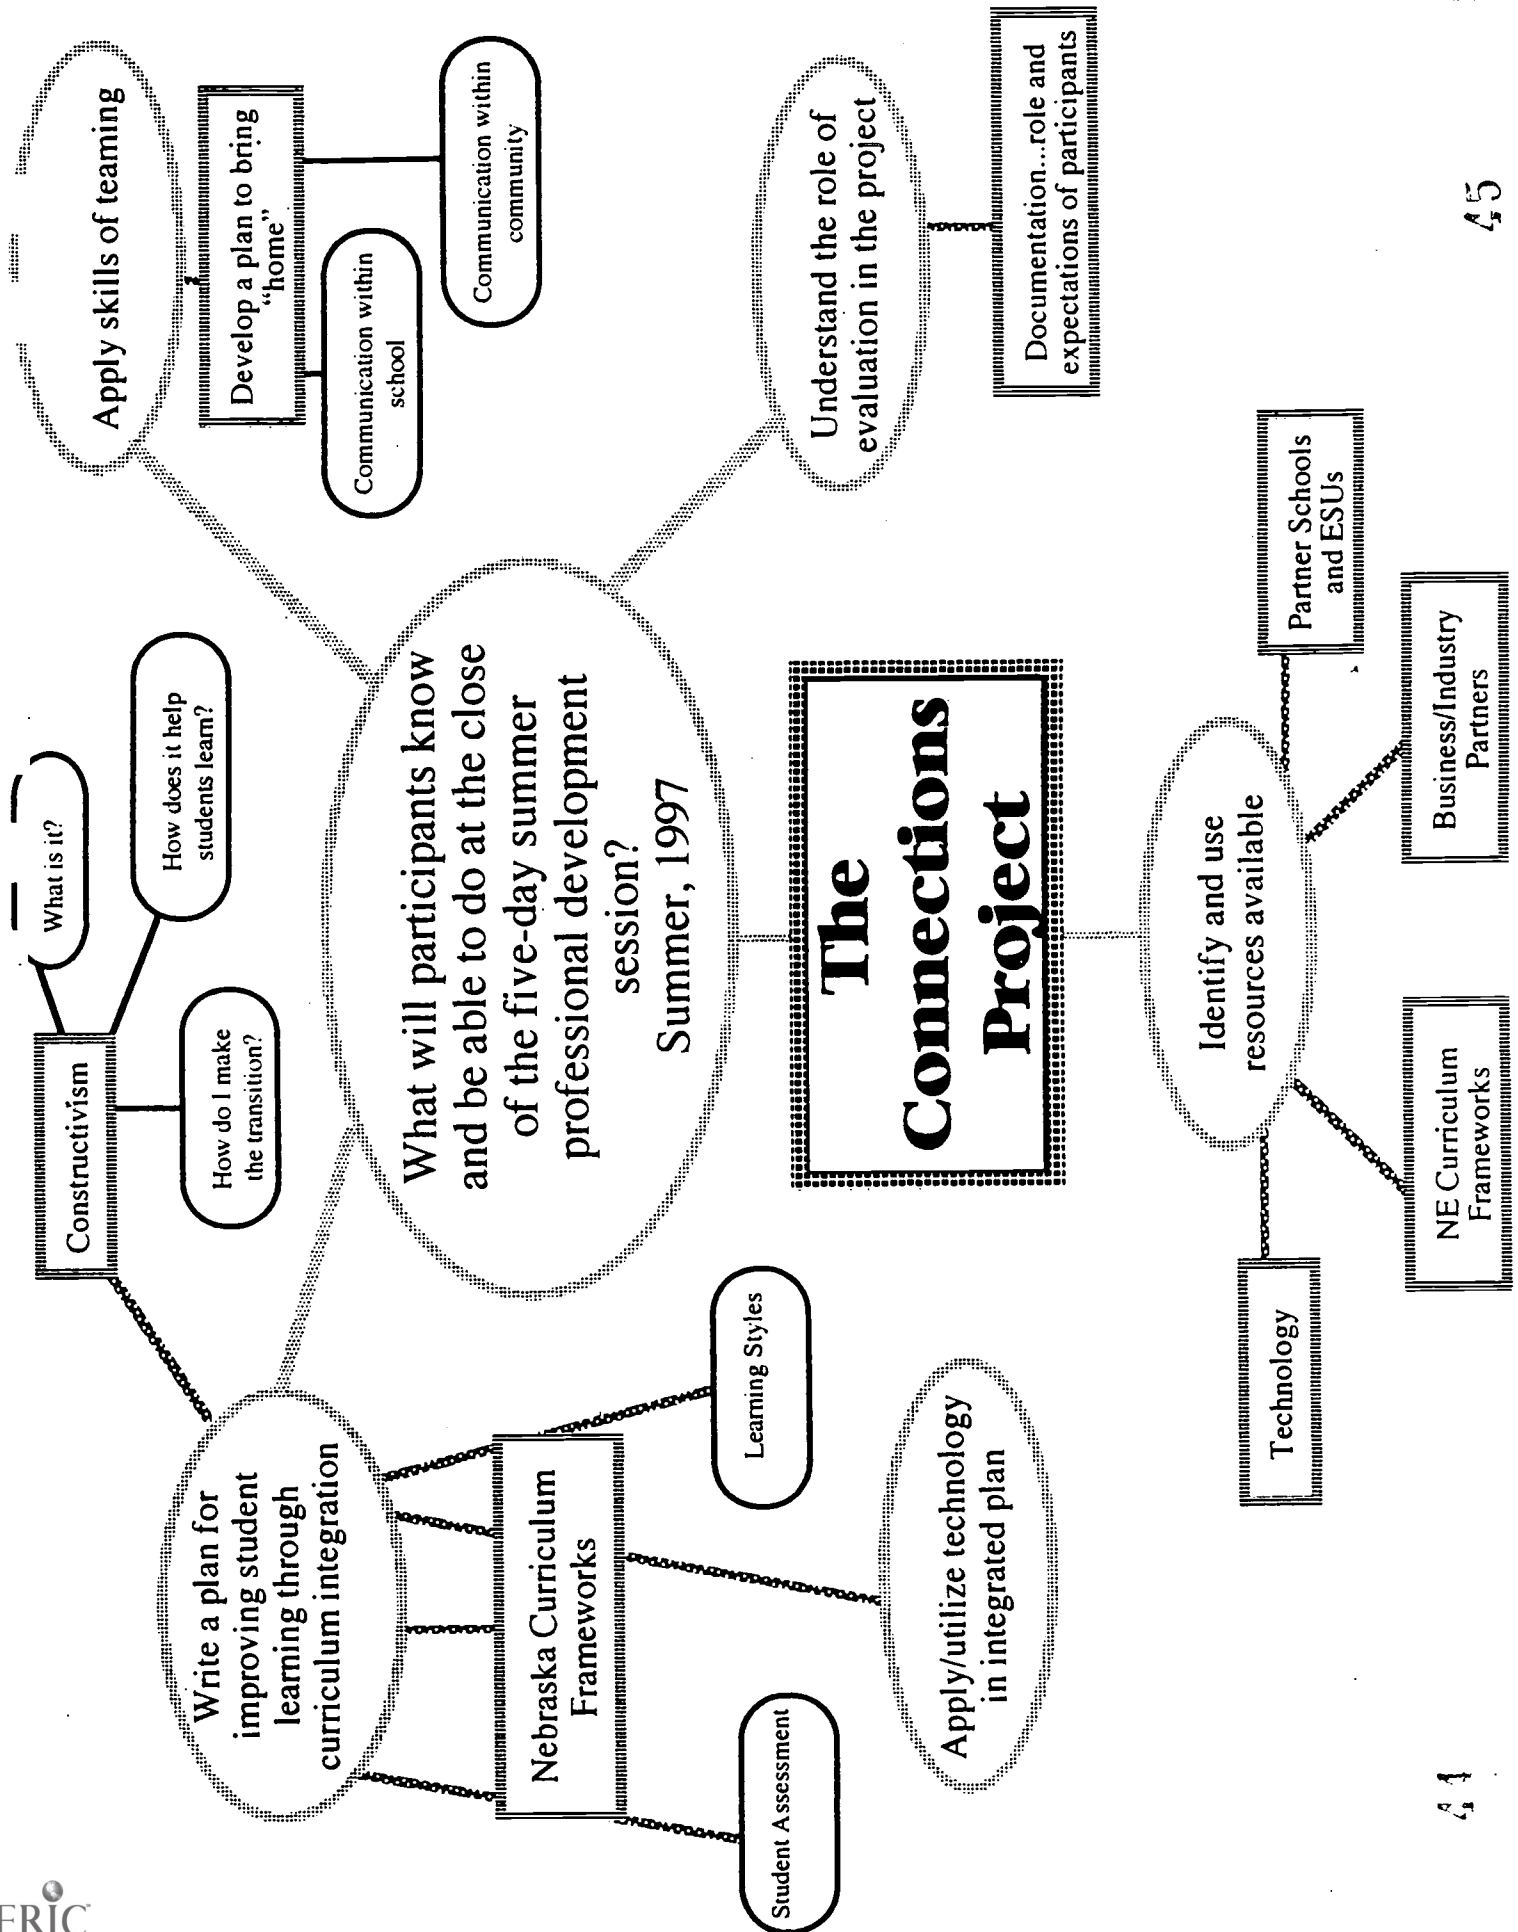 Constructivism
What is it?
How does it help
students learn?
How do I make
the transition?
Write a plan for
improving student
learning through
curriculum integration
Nebraska Curriculum
Frameworks
Student Assessment
Learning Styles
Apply/utilize technology
in integrated plan
What will participants know
and be able to do at the close
of the five-day summer
professional development
session?
Summer, 1997
The
Connections
Project
Apply skills of teaming
Develop a plan to bring
“home”
Communication within
school
Communication within
community
Understand the role of
evaluation in the project
Documentation...role and
expectations of participants
Identify and use
resources available
Technology
NE Curriculum
Frameworks
Business/Industry
Partners
Partner Schools
and ESUs
45
ERIC